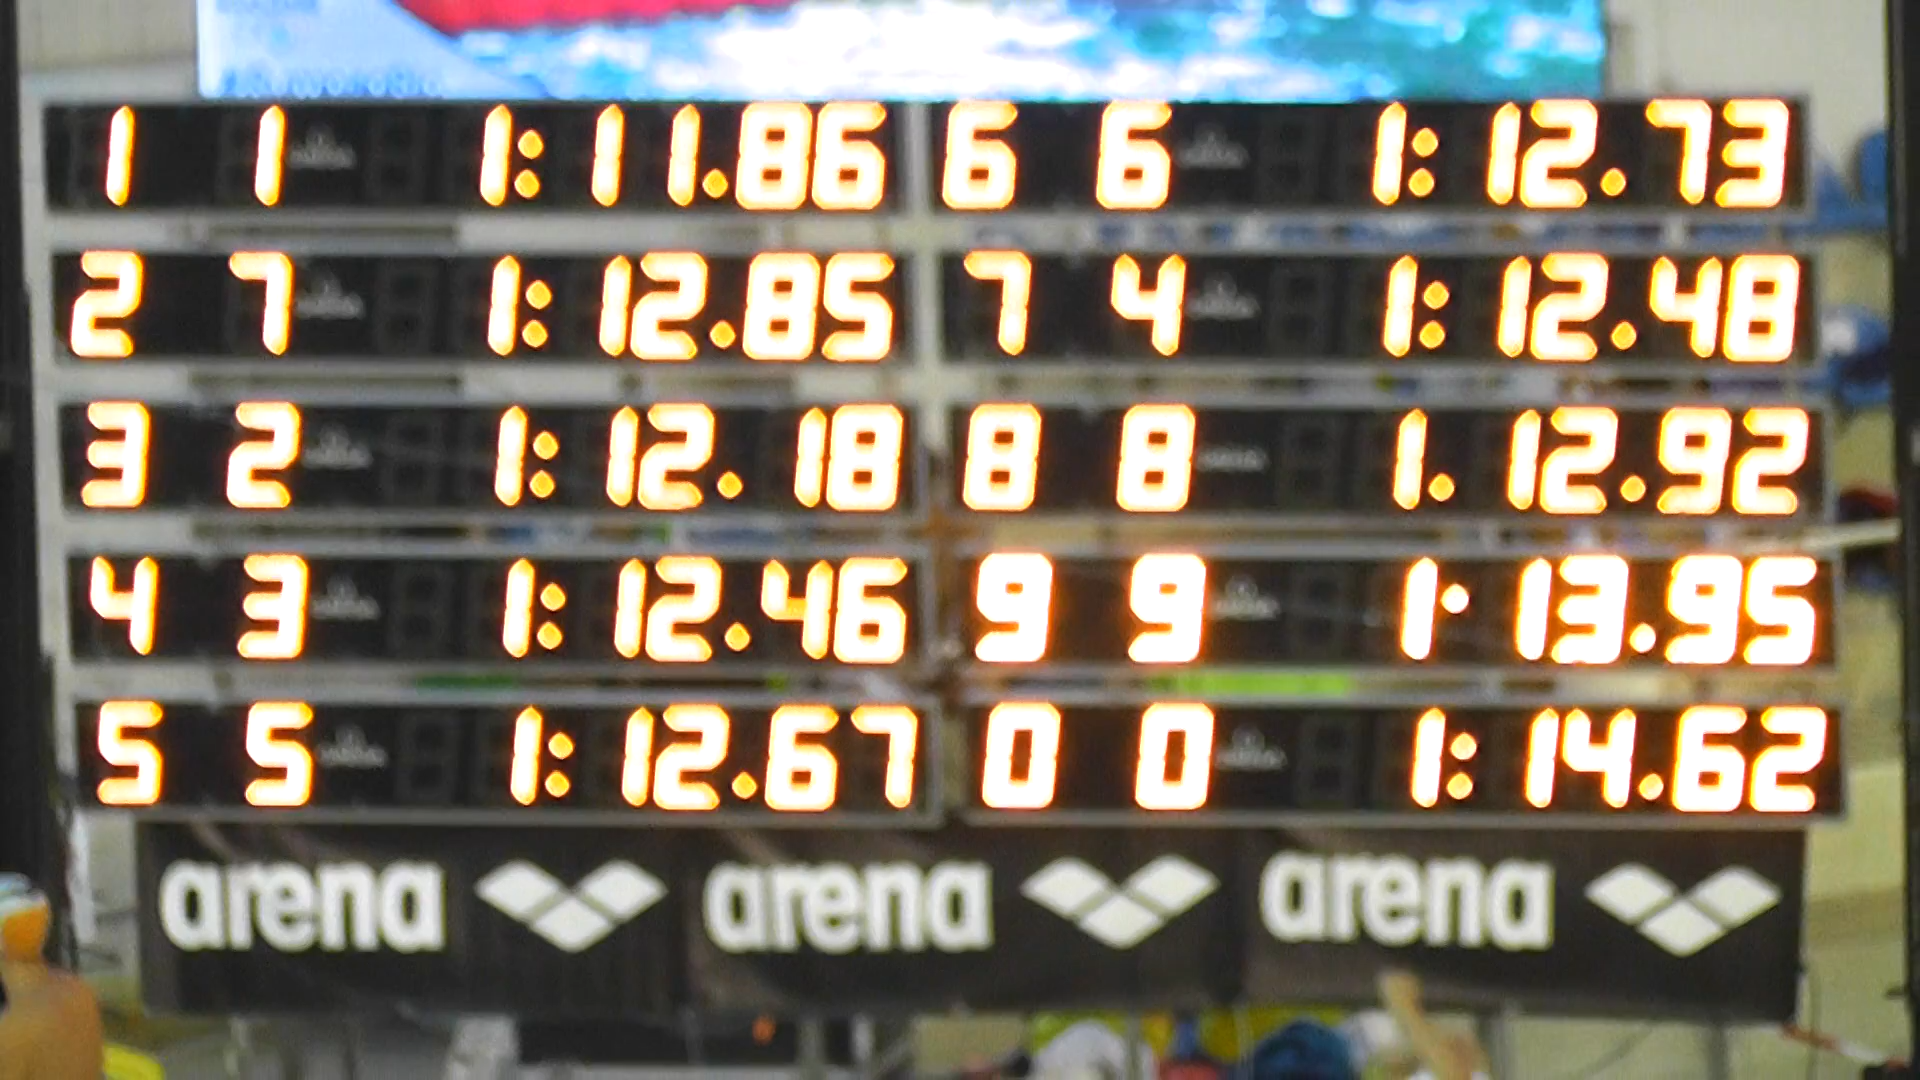 1 1 1:11.86
2 7 1:12.85
3 2 1:12.18
4 3 1:12.46
5 5 1:12.67
6 6 1:12.73
7 4 1:12.48
8 8 1.12.92
9 9 1·13.95
0 0 1:14.62
arena arena arena